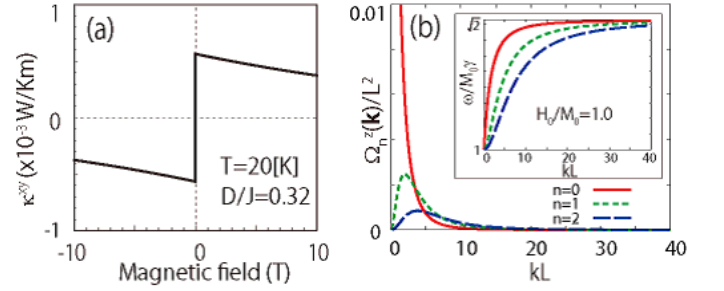 (a)
1
0
-1
κ^xy (x10^-3 W/Km)
T=20[K]
D/J=0.32
-10
0
10
Magnetic field (T)
(b)
0.01
0
Ω_n^z(k)/L^2
0
10
20
30
40
kL
√2
1
ω/M_0γ
H_0/M_0=1.0
0
10
20
30
40
kL
n=0
n=1
n=2